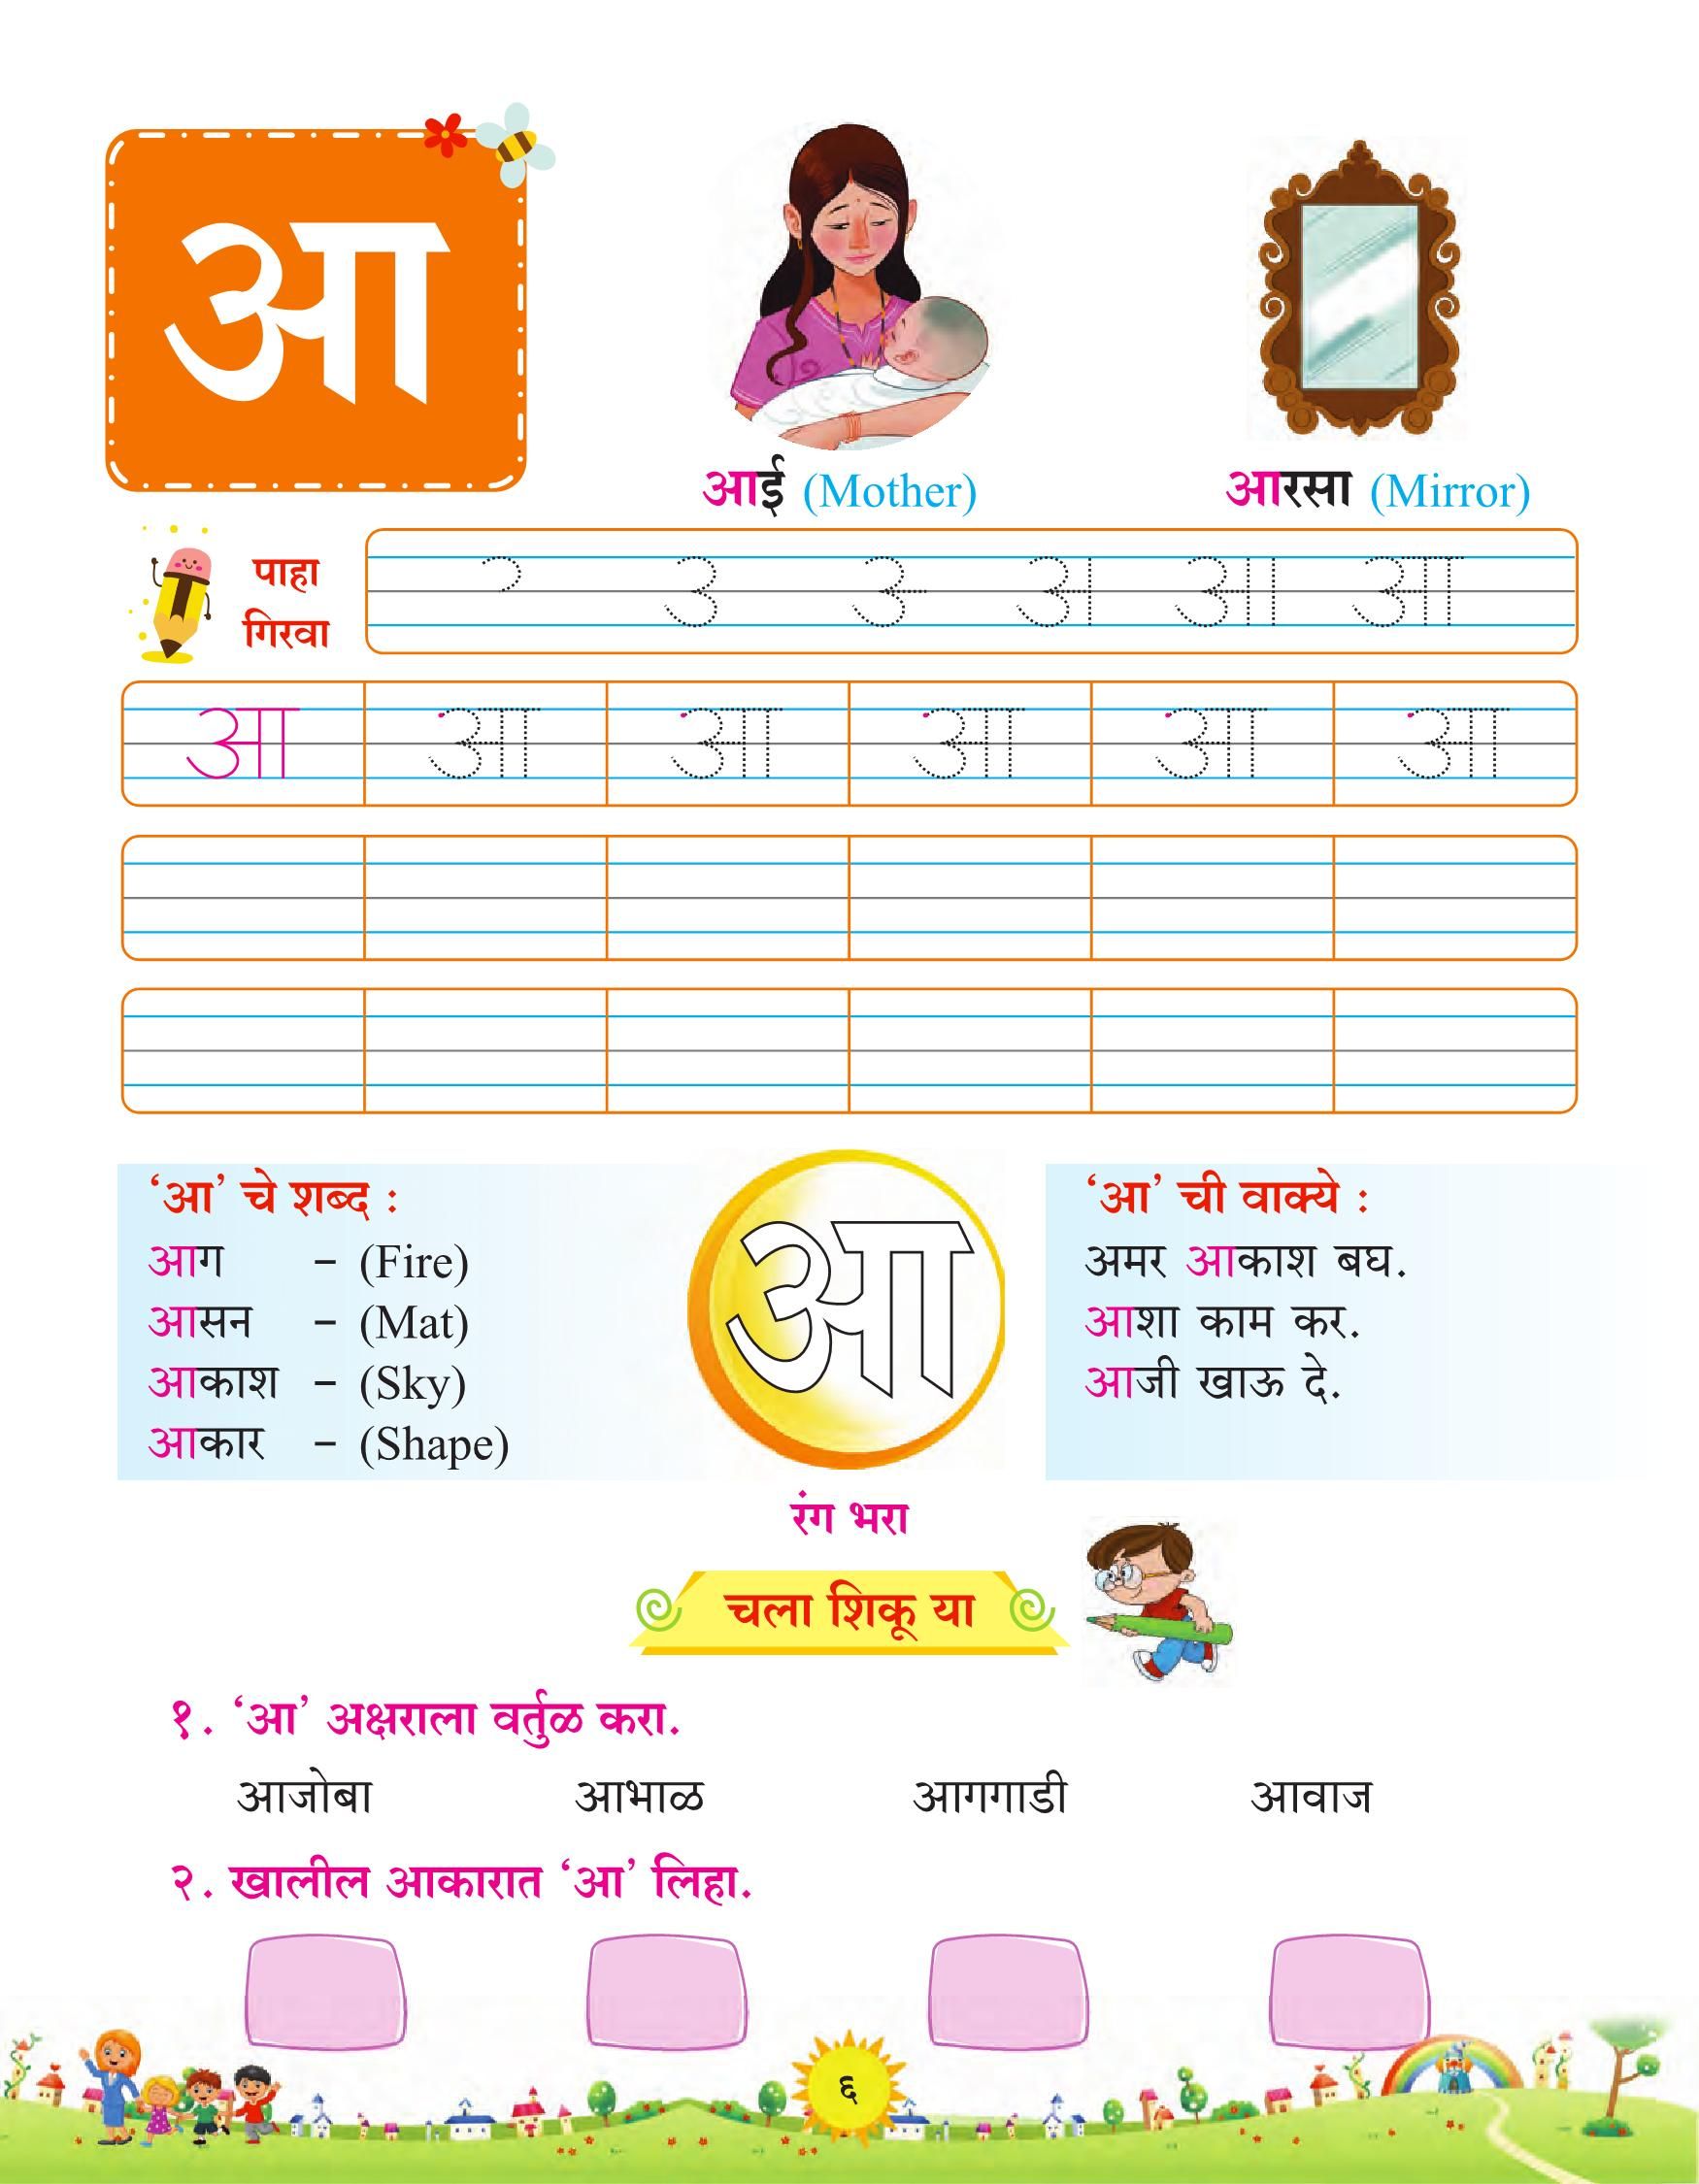 आ
आई (Mother)
आरसा (Mirror)
पाहा
गिरवा
आ आ आ आ आ आ
'आ' चे शब्द :
आग – (Fire)
आसन – (Mat)
आकाश – (Sky)
आकार – (Shape)
आ
रंग भरा
'आ' ची वाक्ये :
अमर आकाश बघ.
आशा काम कर.
आजी खाऊ दे.
चला शिकू या
१. 'आ' अक्षराला वर्तुळ करा.
आजोबा आभाळ आगगाडी आवाज
२. खालील आकारात 'आ' लिहा.
६